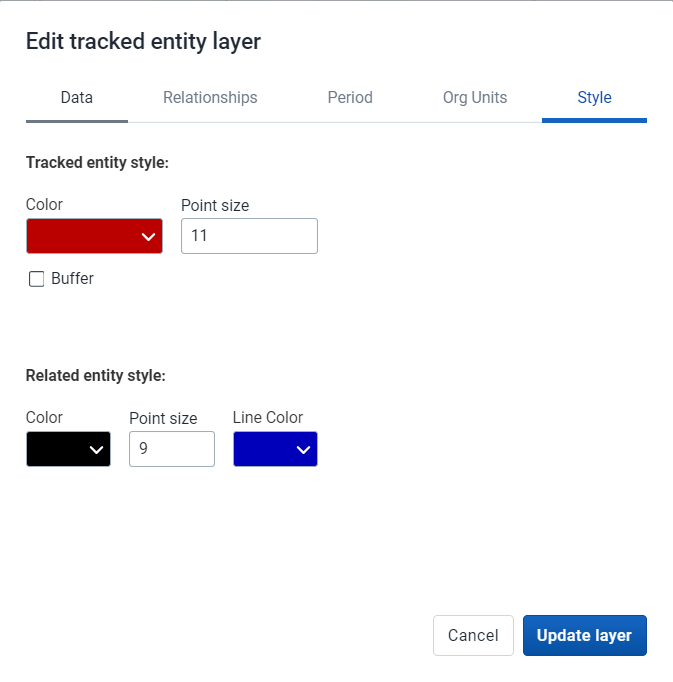 Edit tracked entity layer
Data Relationships Period Org Units Style
Tracked entity style:
Color Point size
11
Buffer
Related entity style:
Color Point size Line Color
9
Cancel Update layer